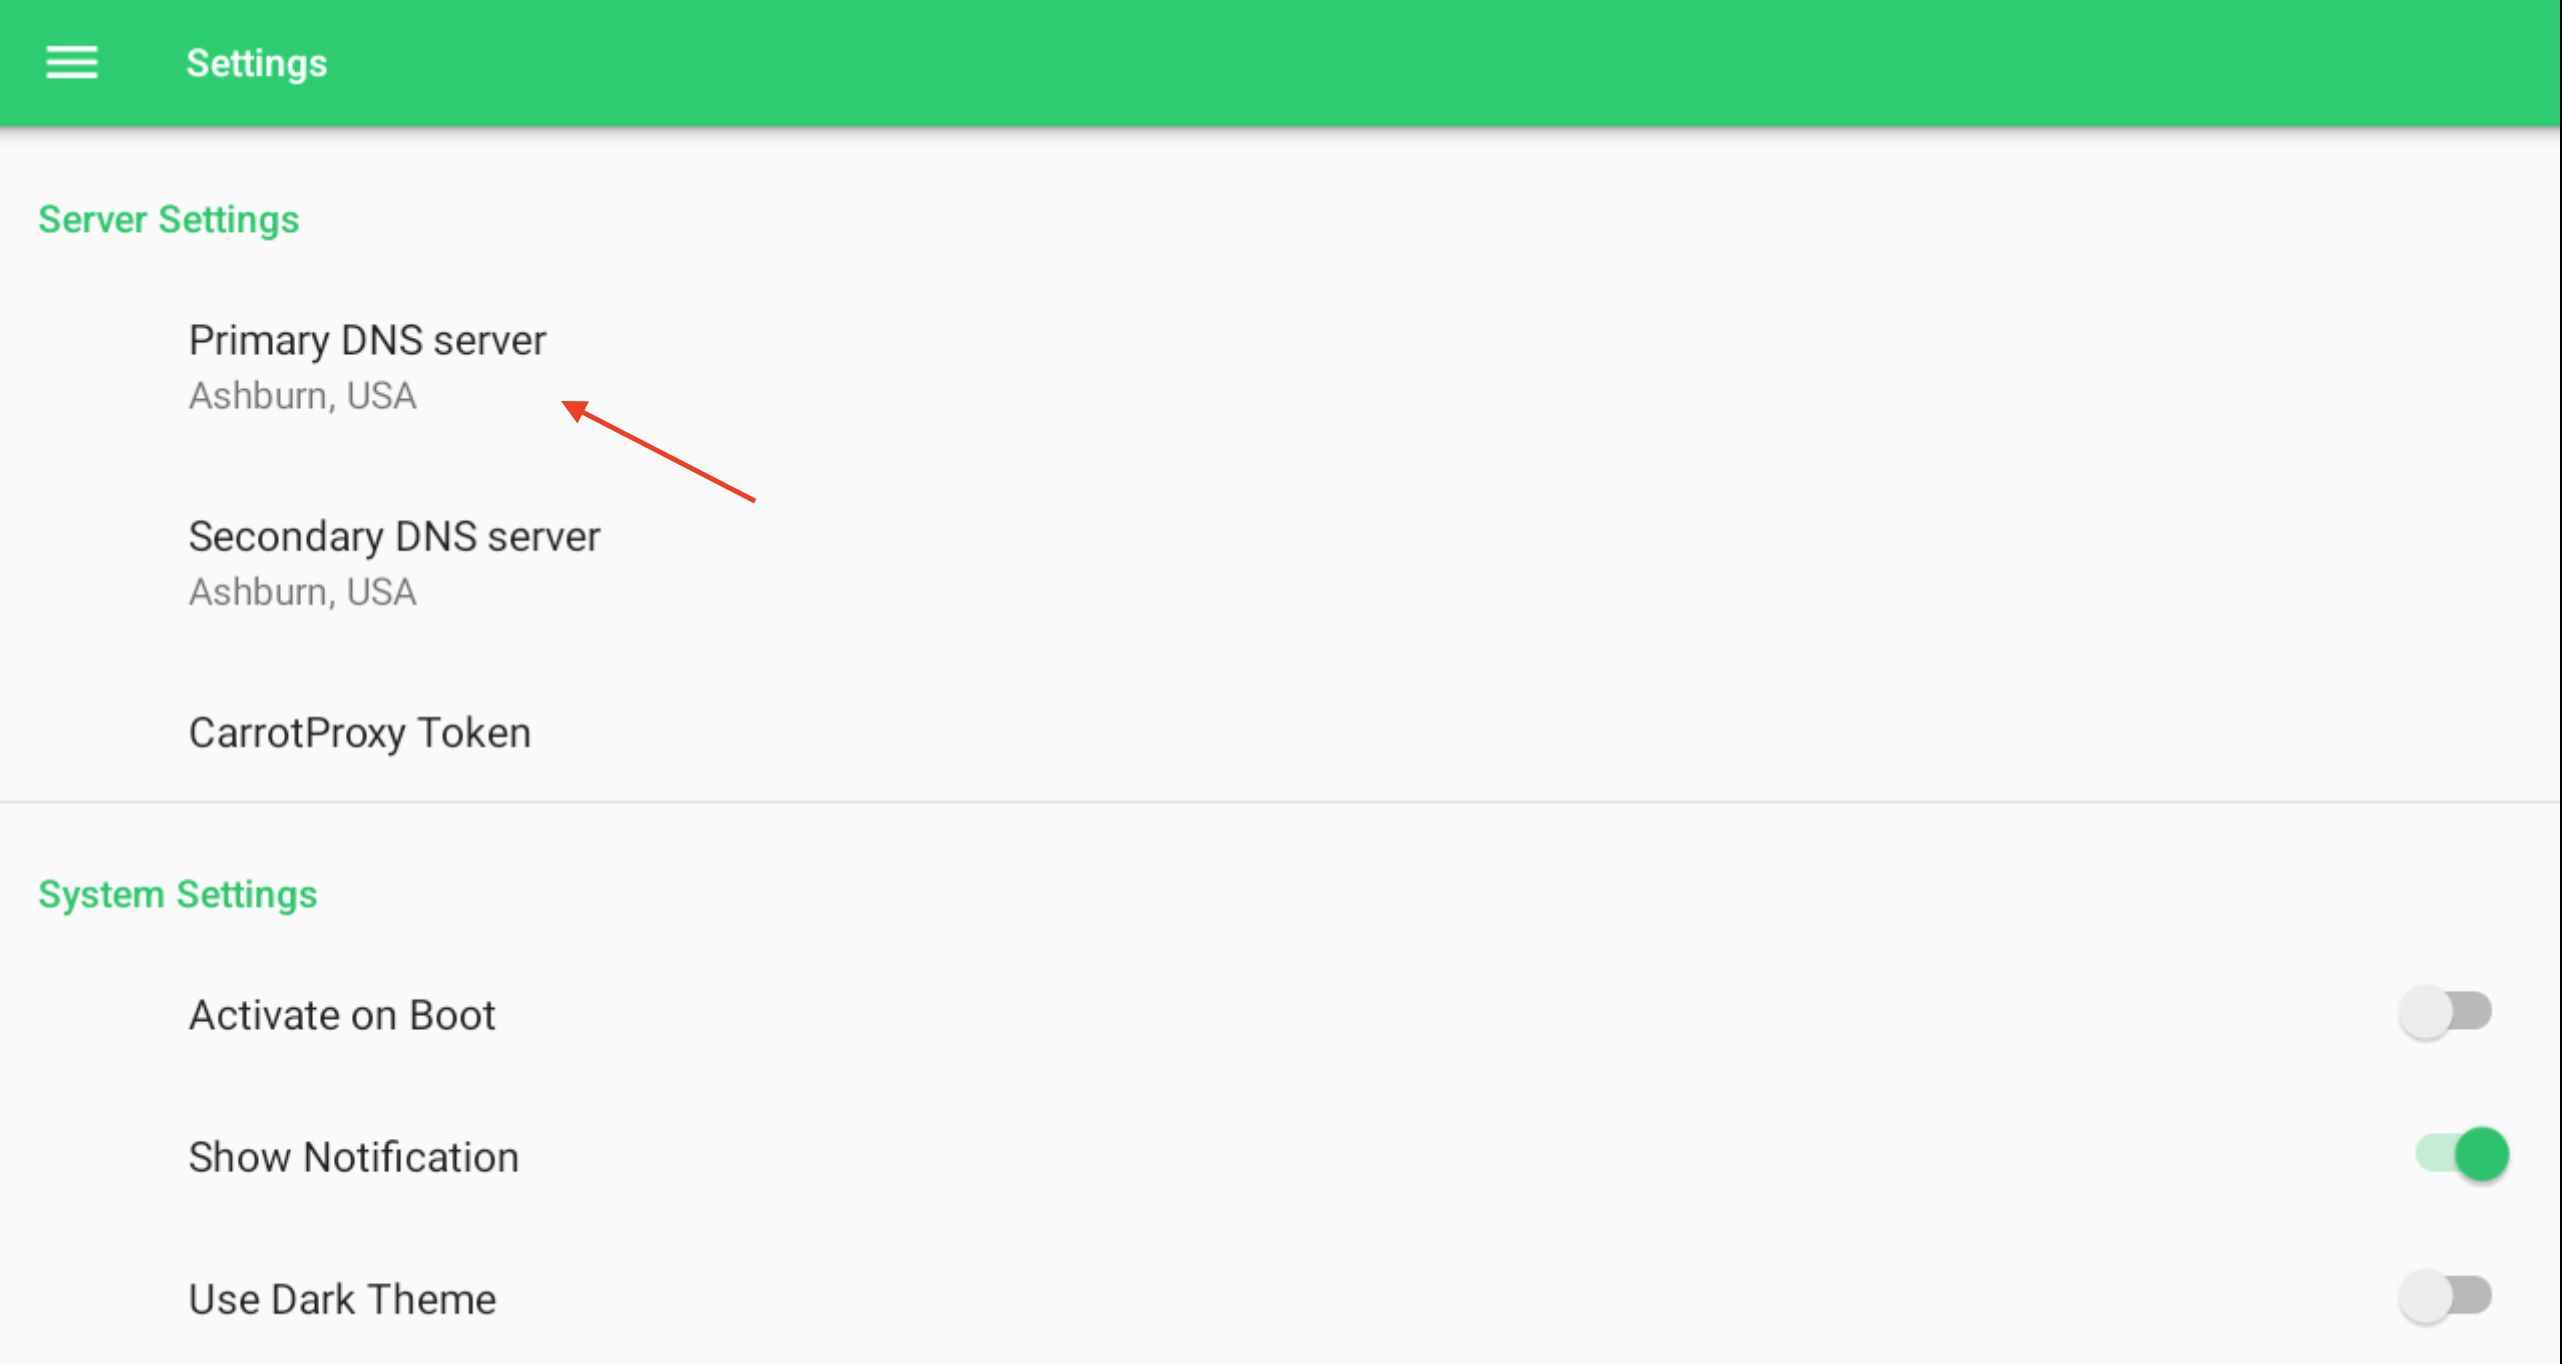 Settings
Server Settings
Primary DNS server
Ashburn, USA
Secondary DNS server
Ashburn, USA
CarrotProxy Token
System Settings
Activate on Boot
Show Notification
Use Dark Theme